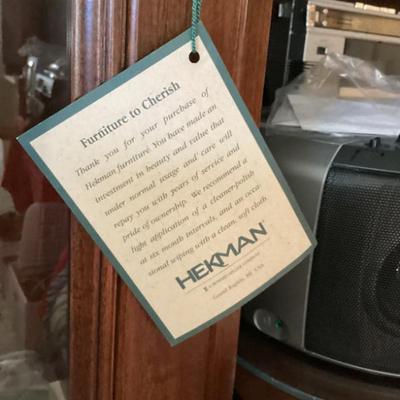 Furniture to Cherish
Thank you for your purchase of
Hekman furniture. You have made an
investment in beauty and value that
under normal usage and care will
repay you with years of service and
pride of ownership. We recommend a
light application of a cleaner-polish
at six month intervals, and an occa-
sional wiping with a clean, soft cloth.
HEKMAN®
Grand Rapids, MI USA